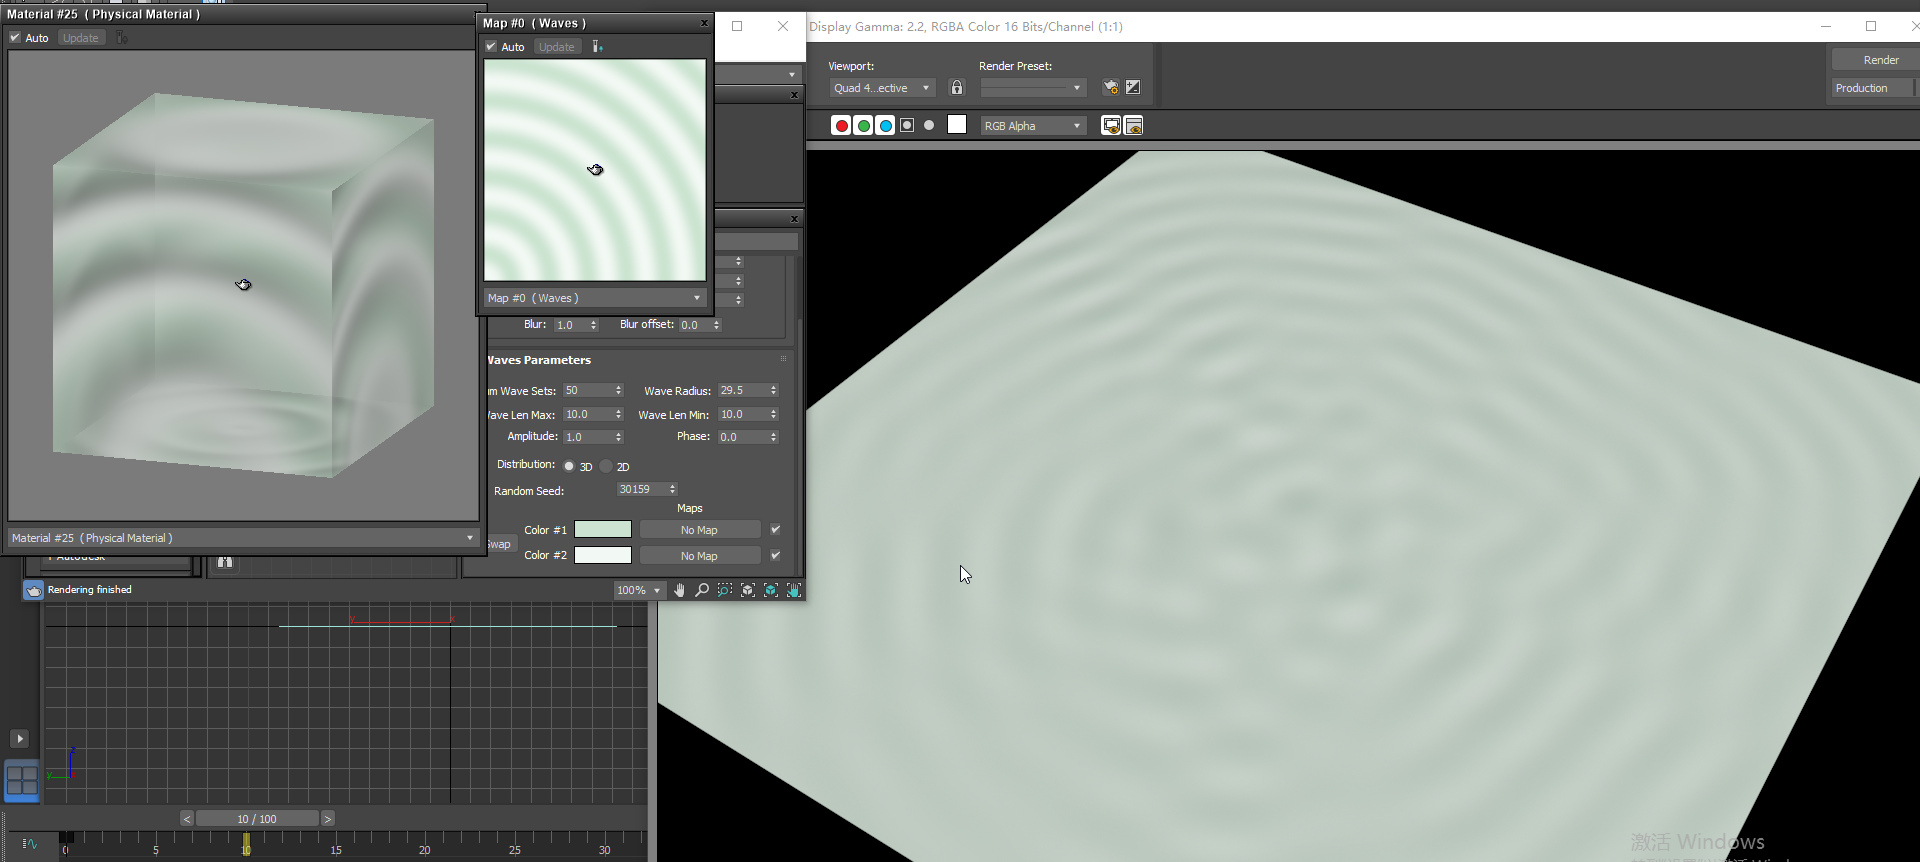 Material #25 ( Physical Material )
Auto
Update
Map #0 ( Waves )
x
Auto
Update
Map #0 ( Waves )
Display Gamma: 2.2, RGBA Color 16 Bits/Channel (1:1)
Viewport:
Render Preset:
Render
Quad 4...ective
Production
RGB Alpha
Blur: 1.0
Blur offset: 0.0
Waves Parameters
m Wave Sets: 50
Wave Radius: 29.5
Wave Len Max: 10.0
Wave Len Min: 10.0
Amplitude: 1.0
Phase: 0.0
Distribution:
3D
2D
Random Seed:
30159
Maps
Color #1
No Map
wap
Color #2
No Map
Material #25 ( Physical Material )
Autodesk
Rendering finished
100%
y
x
z
y
<
10 / 100
>
0
5
10
15
20
25
30
激活 Windows